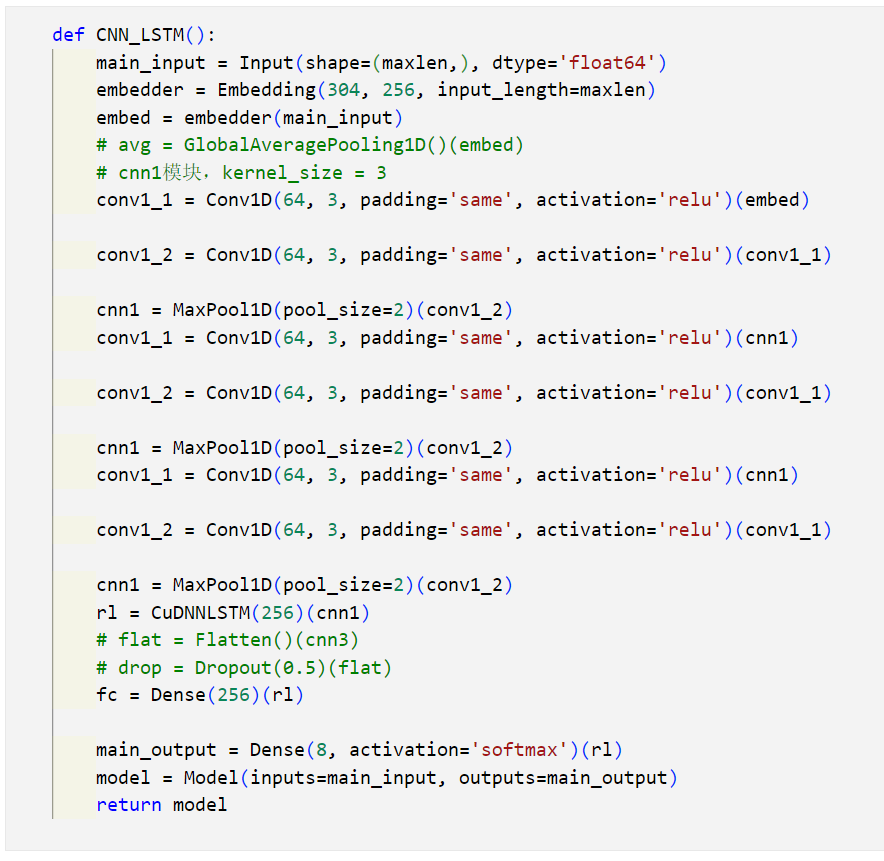 def CNN_LSTM():
    main_input = Input(shape=(maxlen,), dtype='float64')
    embedder = Embedding(304, 256, input_length=maxlen)
    embed = embedder(main_input)
    # avg = GlobalAveragePooling1D()(embed)
    # cnn1模块，kernel_size = 3
    conv1_1 = Conv1D(64, 3, padding='same', activation='relu')(embed)
    conv1_2 = Conv1D(64, 3, padding='same', activation='relu')(conv1_1)
    cnn1 = MaxPool1D(pool_size=2)(conv1_2)
    conv1_1 = Conv1D(64, 3, padding='same', activation='relu')(cnn1)
    conv1_2 = Conv1D(64, 3, padding='same', activation='relu')(conv1_1)
    cnn1 = MaxPool1D(pool_size=2)(conv1_2)
    conv1_1 = Conv1D(64, 3, padding='same', activation='relu')(cnn1)
    conv1_2 = Conv1D(64, 3, padding='same', activation='relu')(conv1_1)
    cnn1 = MaxPool1D(pool_size=2)(conv1_2)
    rl = CuDNNLSTM(256)(cnn1)
    # flat = Flatten()(cnn3)
    # drop = Dropout(0.5)(flat)
    fc = Dense(256)(rl)
    main_output = Dense(8, activation='softmax')(rl)
    model = Model(inputs=main_input, outputs=main_output)
    return model